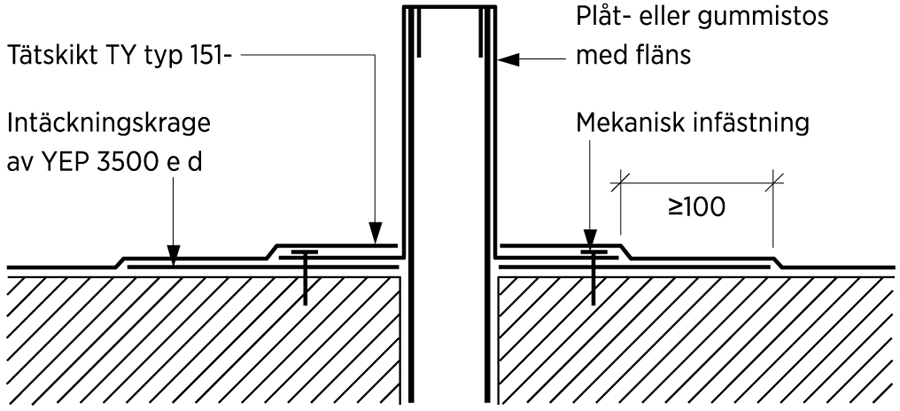 Plåt- eller gummistos
med fläns
Tätskikt TY typ 151-
Intäckningskrage
av YEP 3500 e d
Mekanisk infästning
≥100